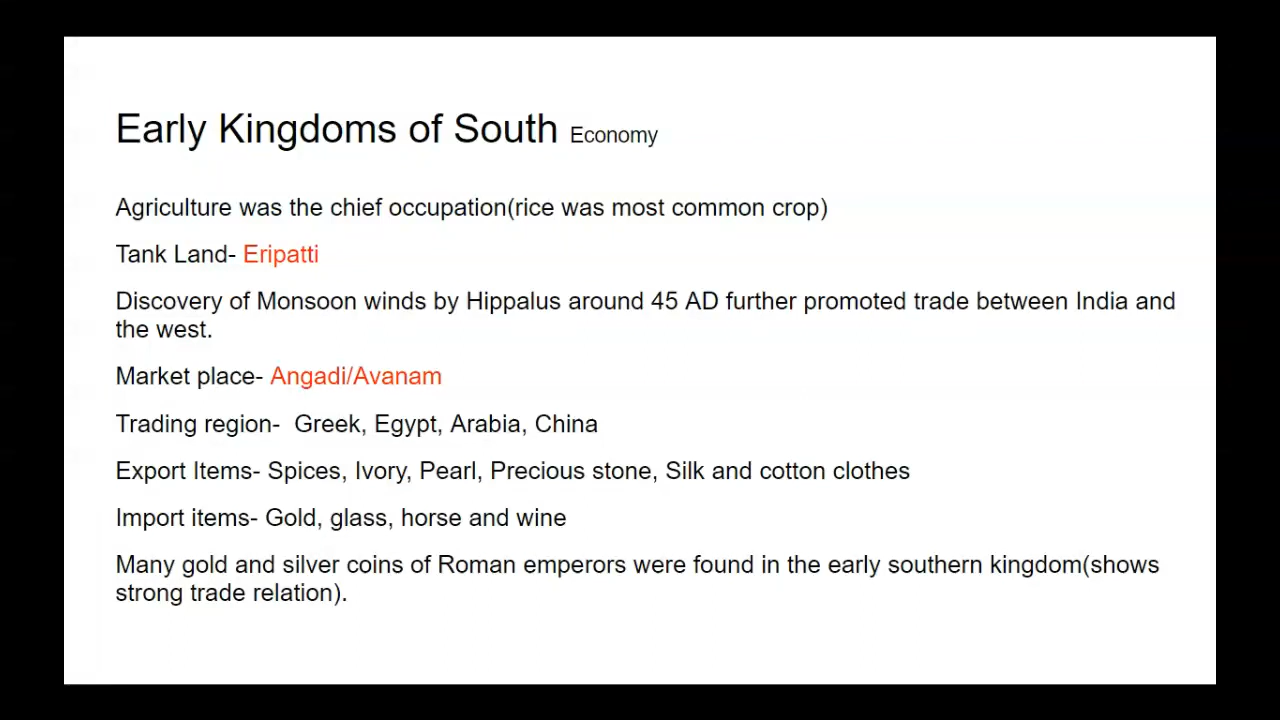 Early Kingdoms of South Economy
Agriculture was the chief occupation(rice was most common crop)
Tank Land- Eripatti
Discovery of Monsoon winds by Hippalus around 45 AD further promoted trade between India and
the west.
Market place- Angadi/Avanam
Trading region-  Greek, Egypt, Arabia, China
Export Items- Spices, Ivory, Pearl, Precious stone, Silk and cotton clothes
Import items- Gold, glass, horse and wine
Many gold and silver coins of Roman emperors were found in the early southern kingdom(shows
strong trade relation).